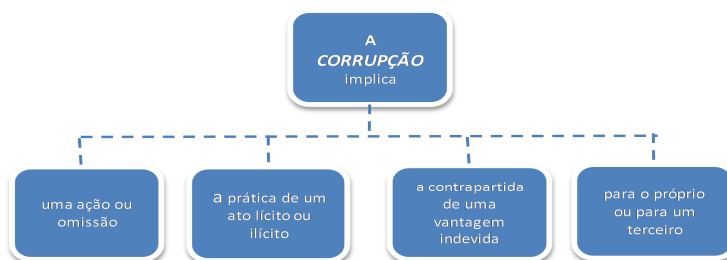 A
CORRUPÇÃO
implica
uma ação ou
omissão
a prática de um
ato lícito ou
ilícito
a contrapartida
de uma
vantagem
indevida
para o próprio
ou para um
terceiro